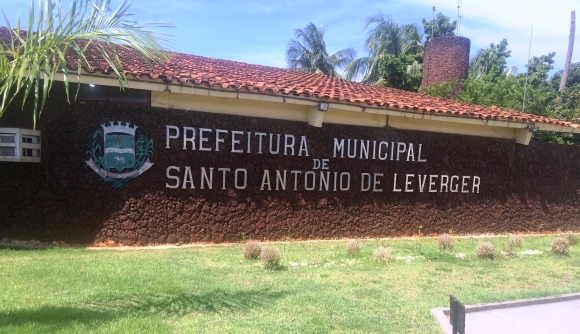 PREFEITURA MUNICIPAL
DE
SANTO ANTONIO DE LEVERGER